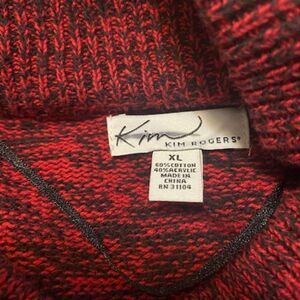 Kim
KIM ROGERS®
XL
60%COTTON
40%ACRYLIC
MADE IN
CHINA
RN 31104